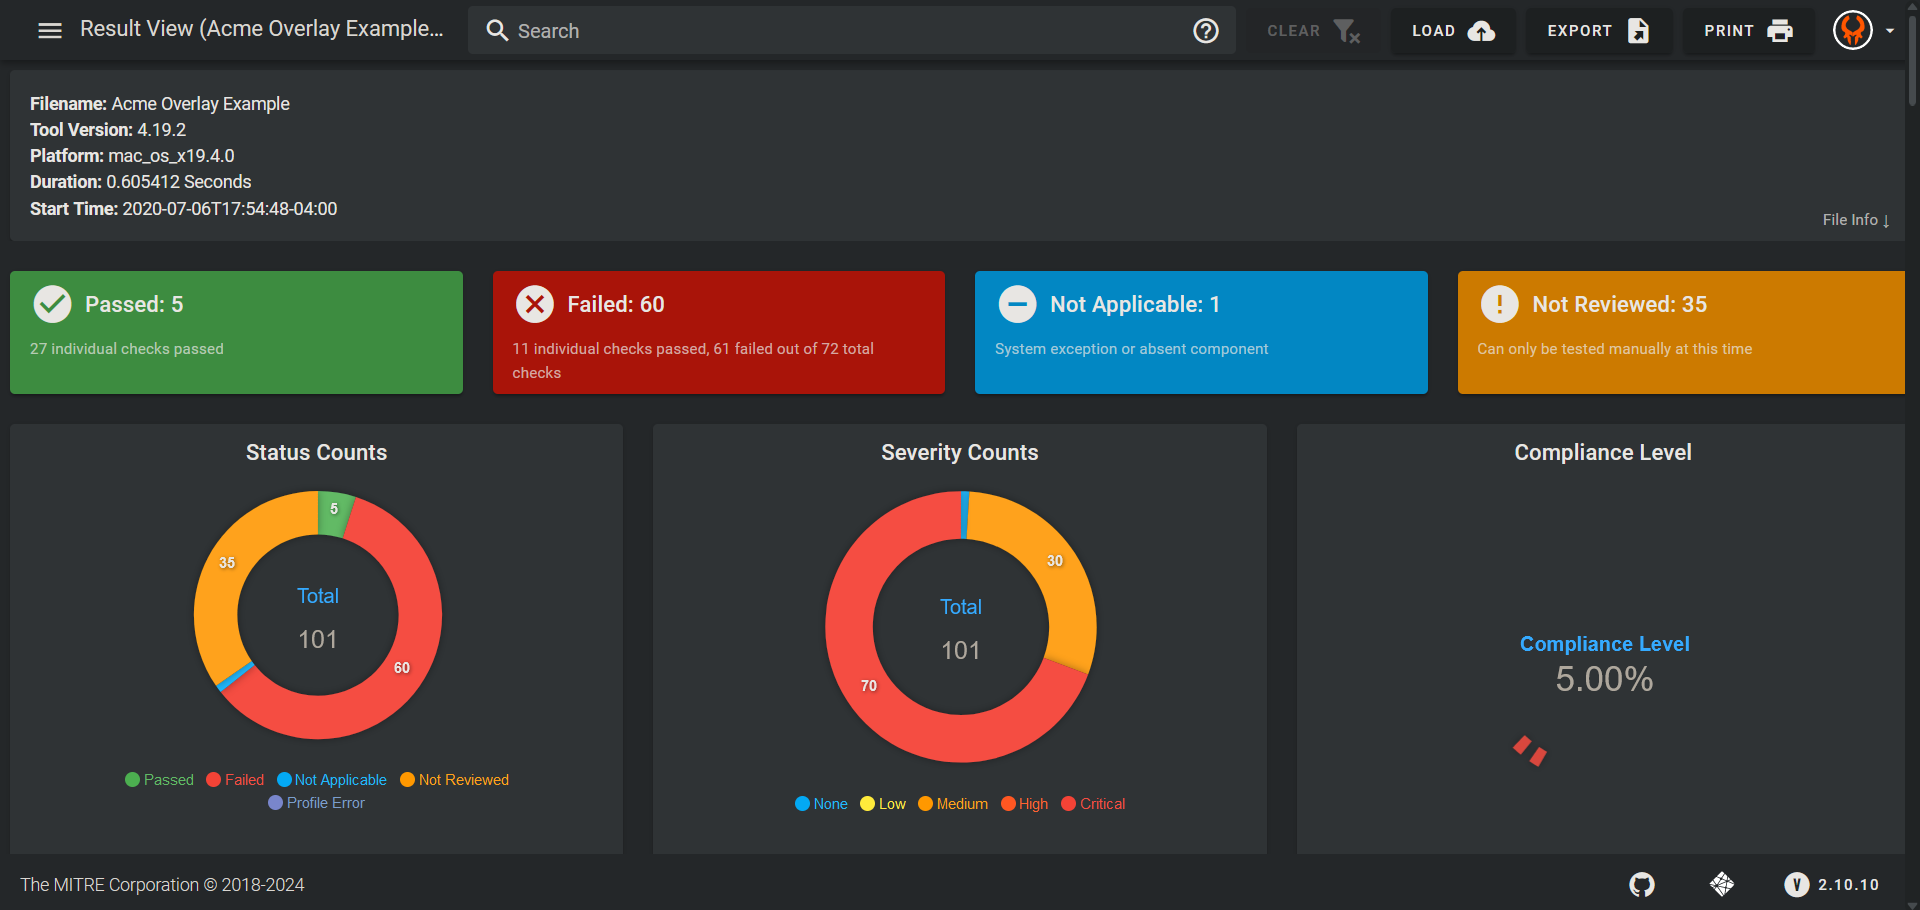 Result View (Acme Overlay Example...
Search
CLEAR
LOAD
EXPORT
PRINT
Filename: Acme Overlay Example
Tool Version: 4.19.2
Platform: mac_os_x19.4.0
Duration: 0.605412 Seconds
Start Time: 2020-07-06T17:54:48-04:00
File Info ↓
Passed: 5
27 individual checks passed
Failed: 60
11 individual checks passed, 61 failed out of 72 total
checks
Not Applicable: 1
System exception or absent component
Not Reviewed: 35
Can only be tested manually at this time
Status Counts
5
35
60
Total
101
Passed
Failed
Not Applicable
Not Reviewed
Profile Error
Severity Counts
30
70
Total
101
None
Low
Medium
High
Critical
Compliance Level
Compliance Level
5.00%
The MITRE Corporation © 2018-2024
V
2.10.10